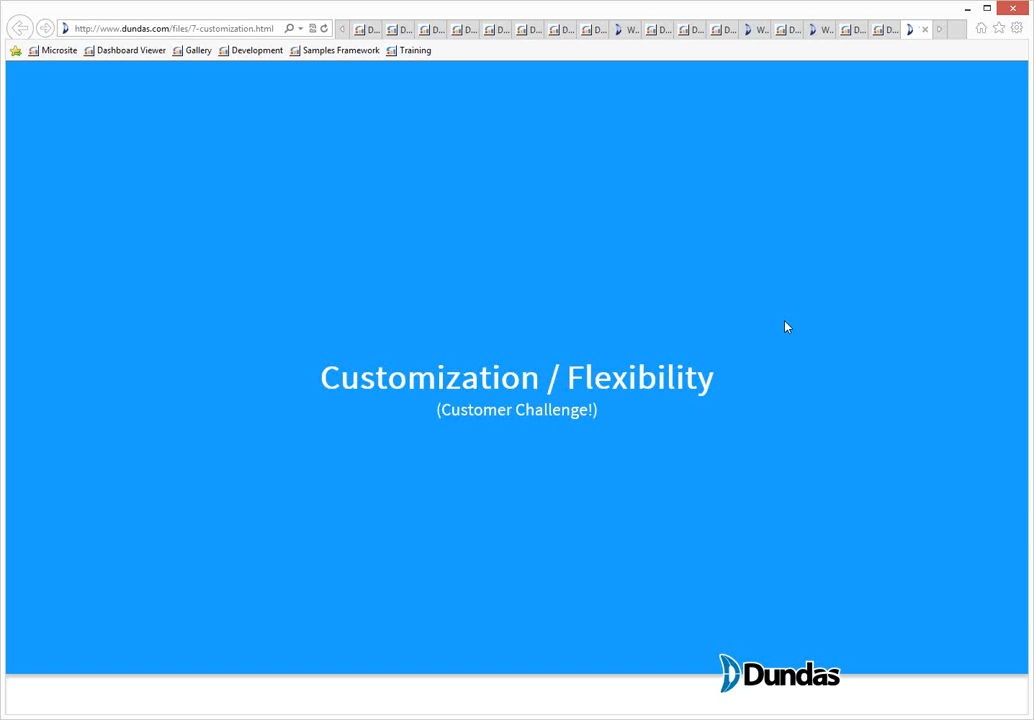 http://www.dundas.com/files/7-customization.html
D... D... D... D... D... D... D... D... W... D... D... D... W... D... W... D... D...
Microsite Dashboard Viewer Gallery Development Samples Framework Training
Customization / Flexibility
(Customer Challenge!)
Dundas